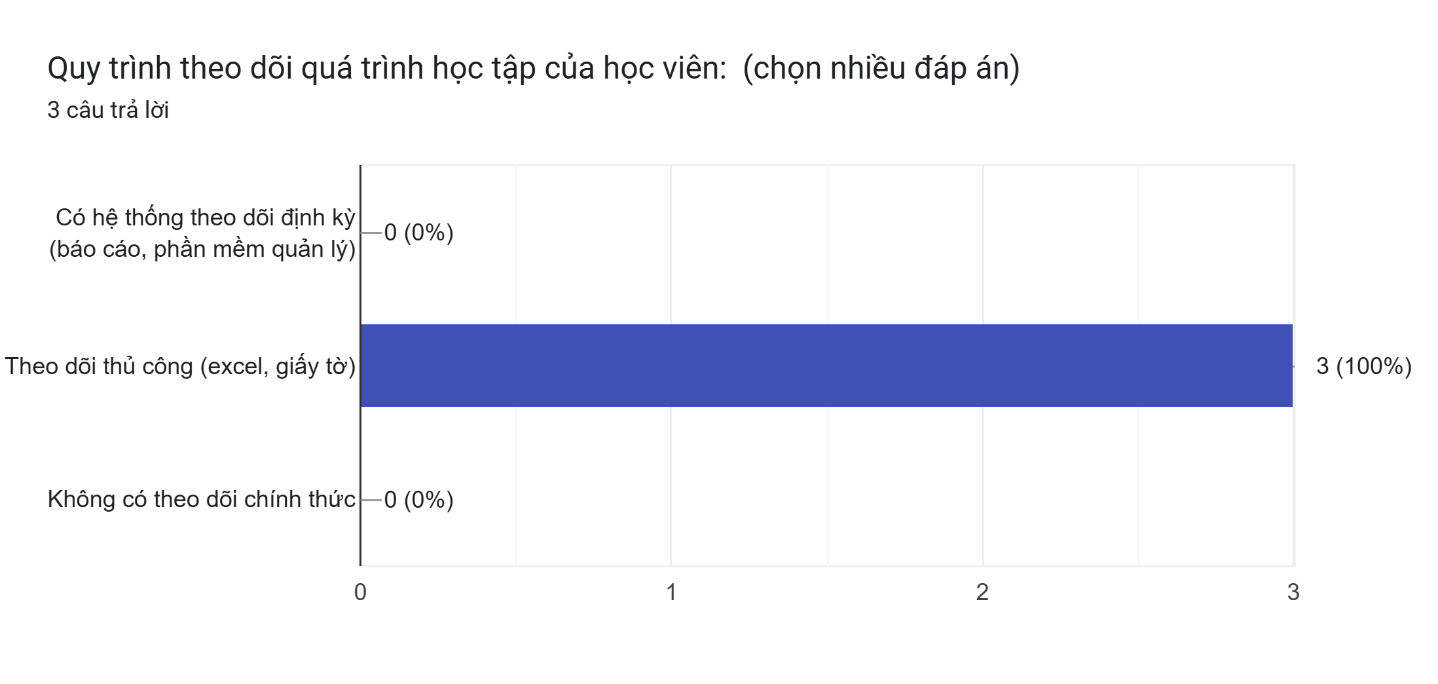 Quy trình theo dõi quá trình học tập của học viên:  (chọn nhiều đáp án)
3 câu trả lời
Có hệ thống theo dõi định kỳ
(báo cáo, phần mềm quản lý)
0 (0%)
Theo dõi thủ công (excel, giấy tờ)
3 (100%)
Không có theo dõi chính thức
0 (0%)
0 1 2 3